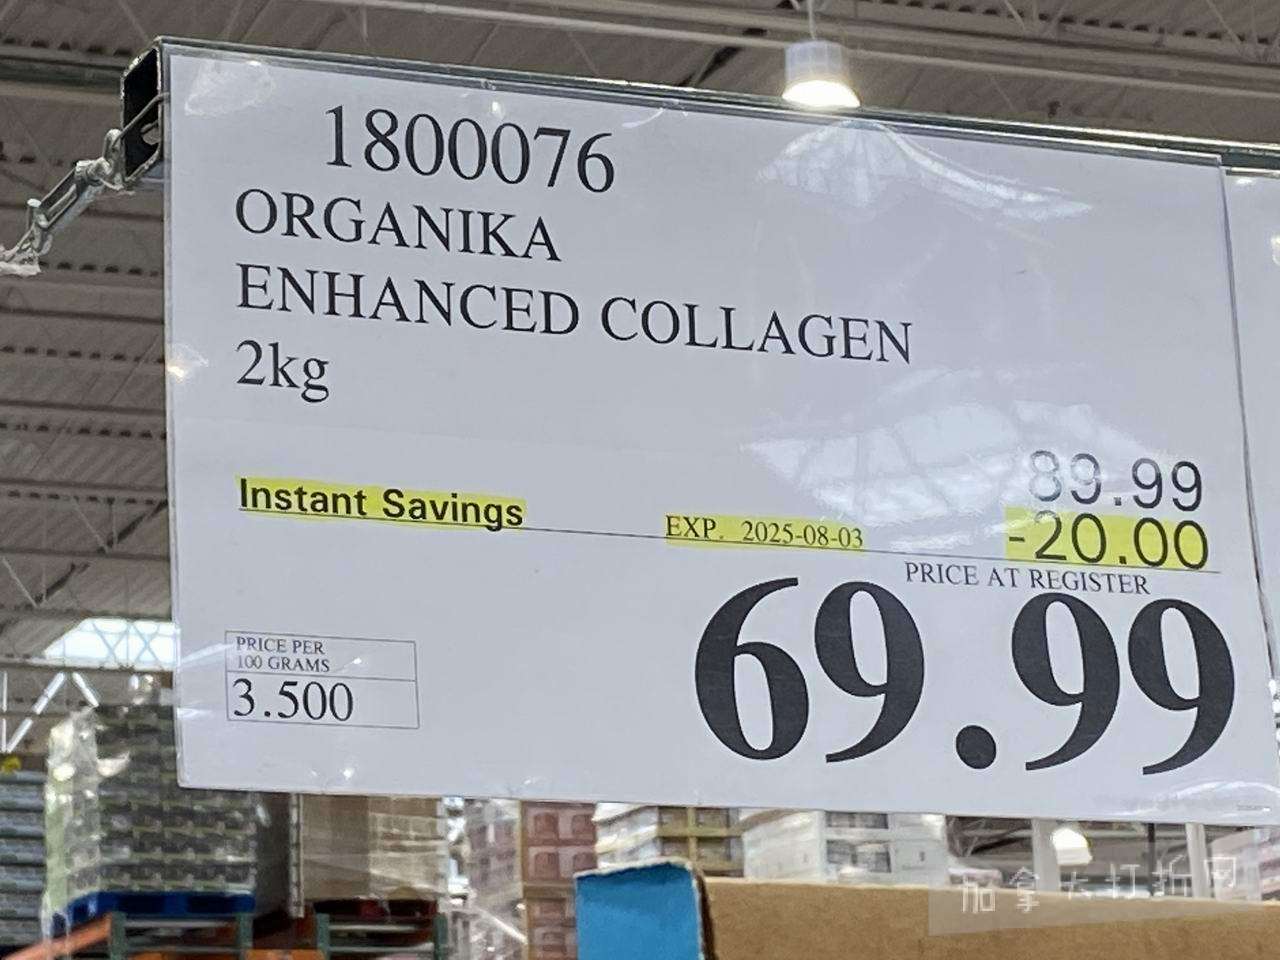 1800076
ORGANIKA
ENHANCED COLLAGEN
2kg
89.99
Instant Savings EXP. 2025-08-03 -20.00
PRICE AT REGISTER
69.99
PRICE PER
100 GRAMS
3.500
加拿大打折网